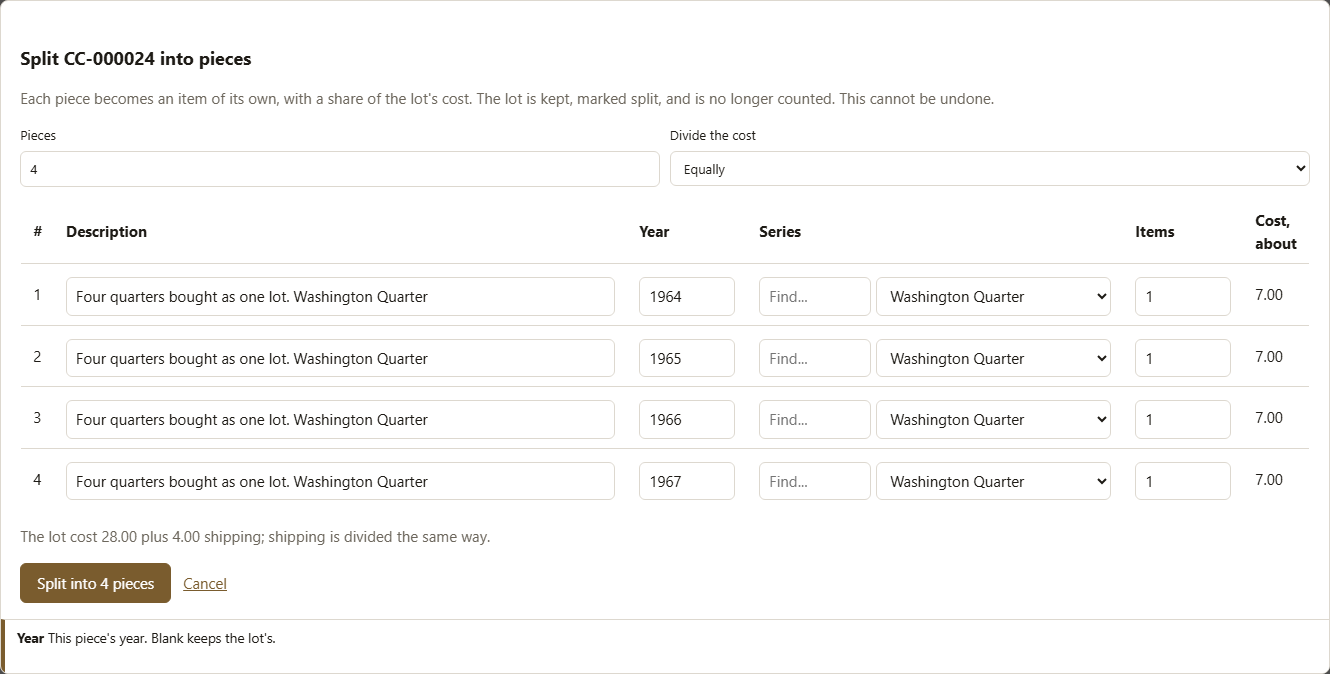 Split CC-000024 into pieces
Each piece becomes an item of its own, with a share of the lot's cost. The lot is kept, marked split, and is no longer counted. This cannot be undone.
Pieces
Divide the cost
4
Equally
# Description Year Series Items Cost, about
1 Four quarters bought as one lot. Washington Quarter 1964 Find... Washington Quarter 1 7.00
2 Four quarters bought as one lot. Washington Quarter 1965 Find... Washington Quarter 1 7.00
3 Four quarters bought as one lot. Washington Quarter 1966 Find... Washington Quarter 1 7.00
4 Four quarters bought as one lot. Washington Quarter 1967 Find... Washington Quarter 1 7.00
The lot cost 28.00 plus 4.00 shipping; shipping is divided the same way.
Split into 4 pieces Cancel
Year This piece's year. Blank keeps the lot's.